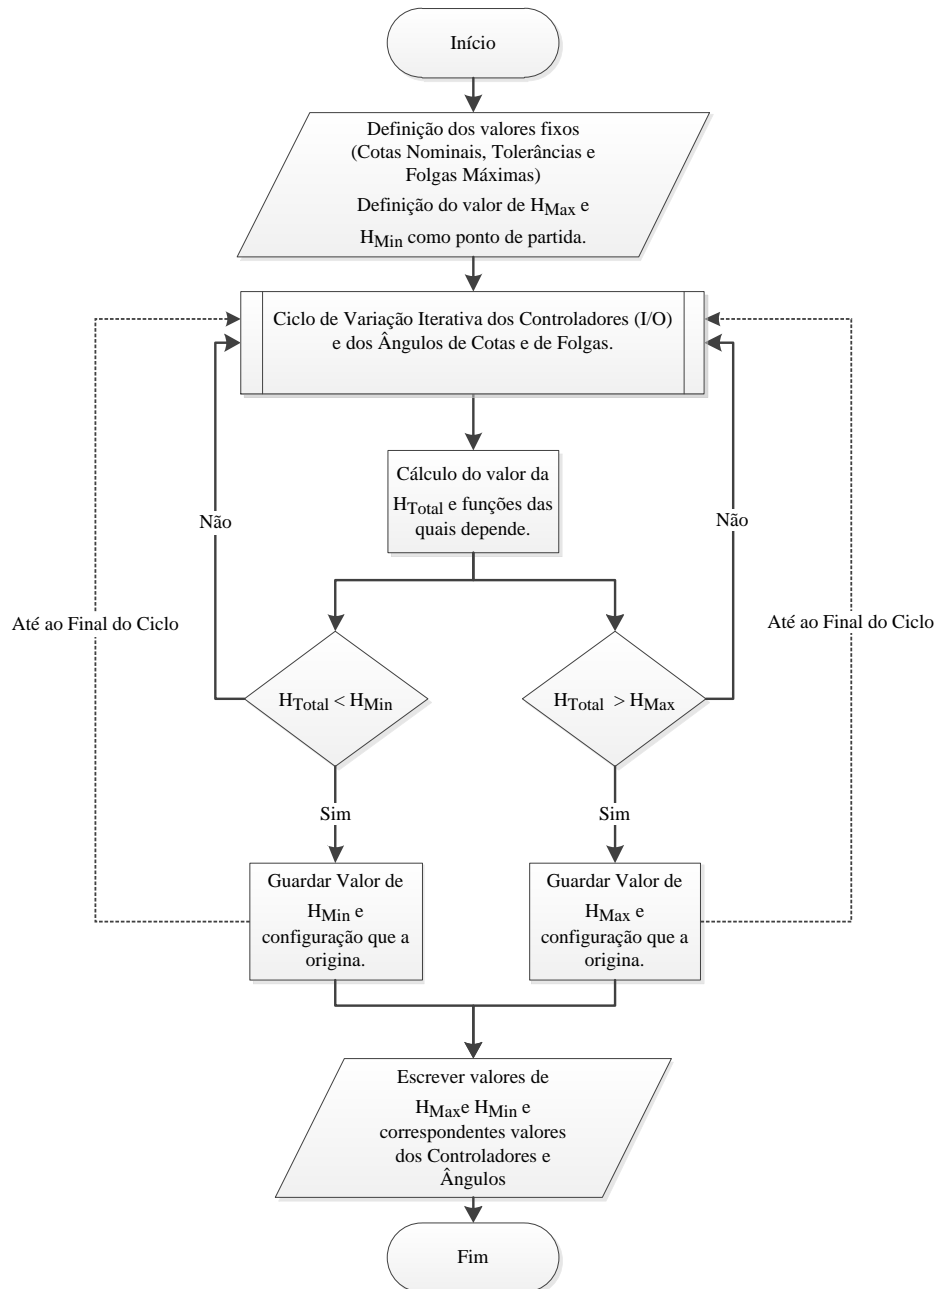 Início
Definição dos valores fixos
(Cotas Nominais, Tolerâncias e
Folgas Máximas)
Definição do valor de HMax e
HMin como ponto de partida.
Ciclo de Variação Iterativa dos Controladores (I/O)
e dos Ângulos de Cotas e de Folgas.
Cálculo do valor da
HTotal e funções das
quais depende.
Não
Não
Até ao Final do Ciclo
Até ao Final do Ciclo
HTotal < HMin
HTotal > HMax
Sim
Sim
Guardar Valor de
HMin e
configuração que a
origina.
Guardar Valor de
HMax e
configuração que a
origina.
Escrever valores de
HMaxe HMin e
correspondentes valores
dos Controladores e
Ângulos
Fim